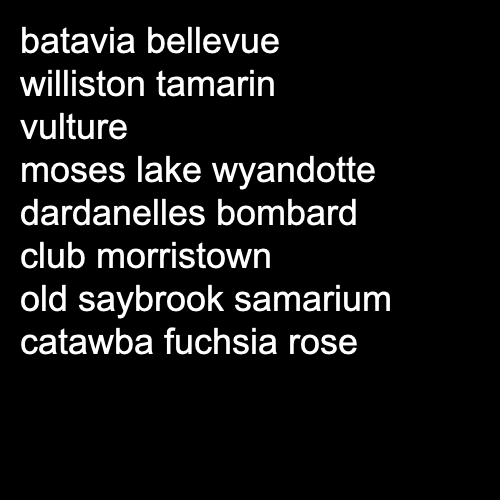 batavia bellevue
williston tamarin
vulture
moses lake wyandotte
dardanelles bombard
club morristown
old saybrook samarium
catawba fuchsia rose